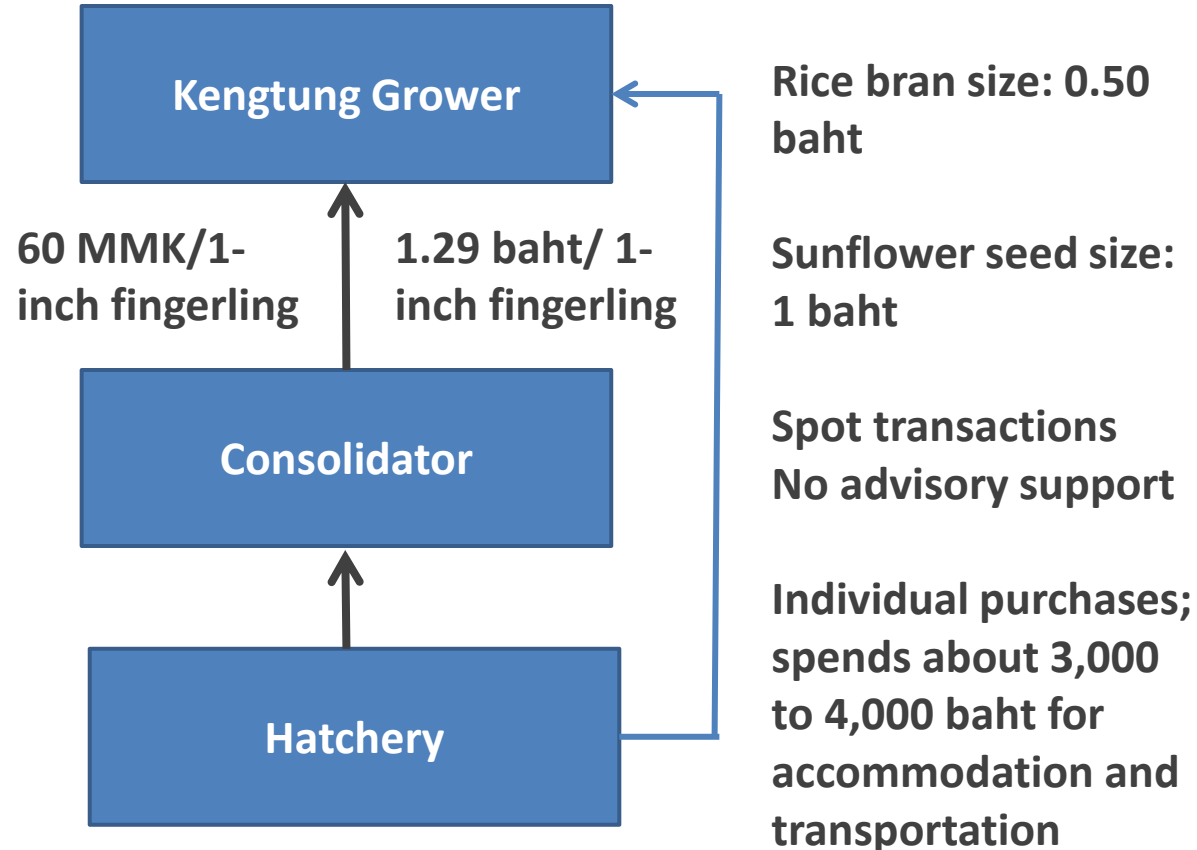 Kengtung Grower
60 MMK/1-
inch fingerling
1.29 baht/ 1-
inch fingerling
Consolidator
Hatchery
Rice bran size: 0.50
baht
Sunflower seed size:
1 baht
Spot transactions
No advisory support
Individual purchases;
spends about 3,000
to 4,000 baht for
accommodation and
transportation